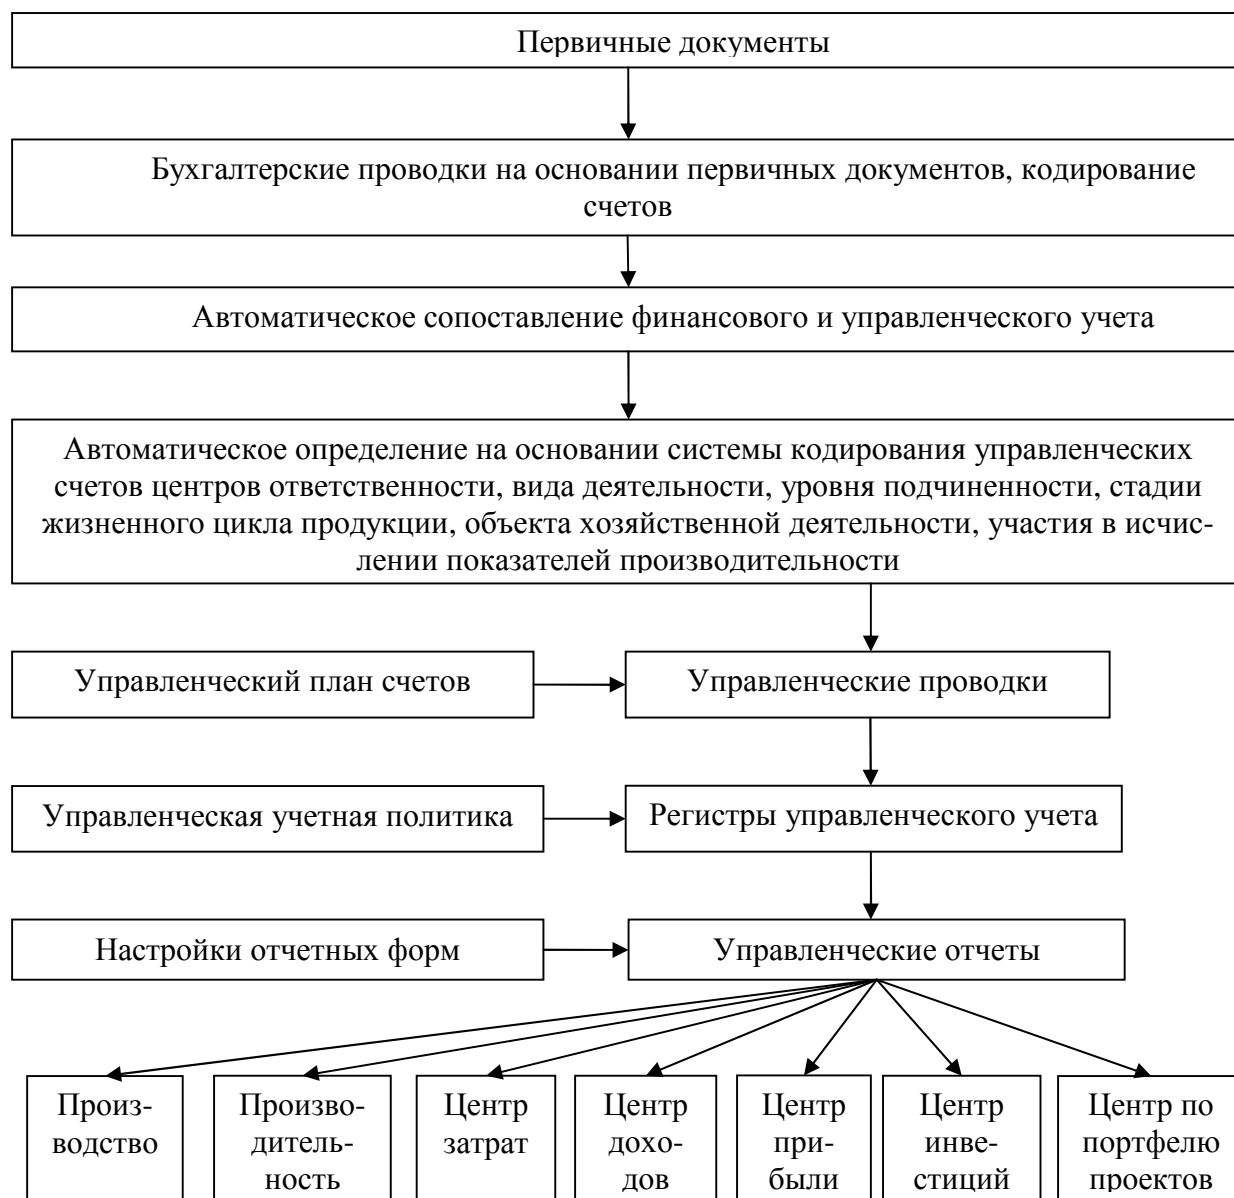 Первичные документы
Бухгалтерские проводки на основании первичных документов, кодирование
счетов
Автоматическое сопоставление финансового и управленческого учета
Автоматическое определение на основании системы кодирования управленческих
счетов центров ответственности, вида деятельности, уровня подчиненности, стадии
жизненного цикла продукции, объекта хозяйственной деятельности, участия в исчис-
лении показателей производительности
Управленческий план счетов
Управленческие проводки
Управленческая учетная политика
Регистры управленческого учета
Настройки отчетных форм
Управленческие отчеты
Произ-
водство
Произво-
дитель-
ность
Центр
затрат
Центр
дохо-
дов
Центр
при-
были
Центр
инве-
стиций
Центр по
портфелю
проектов